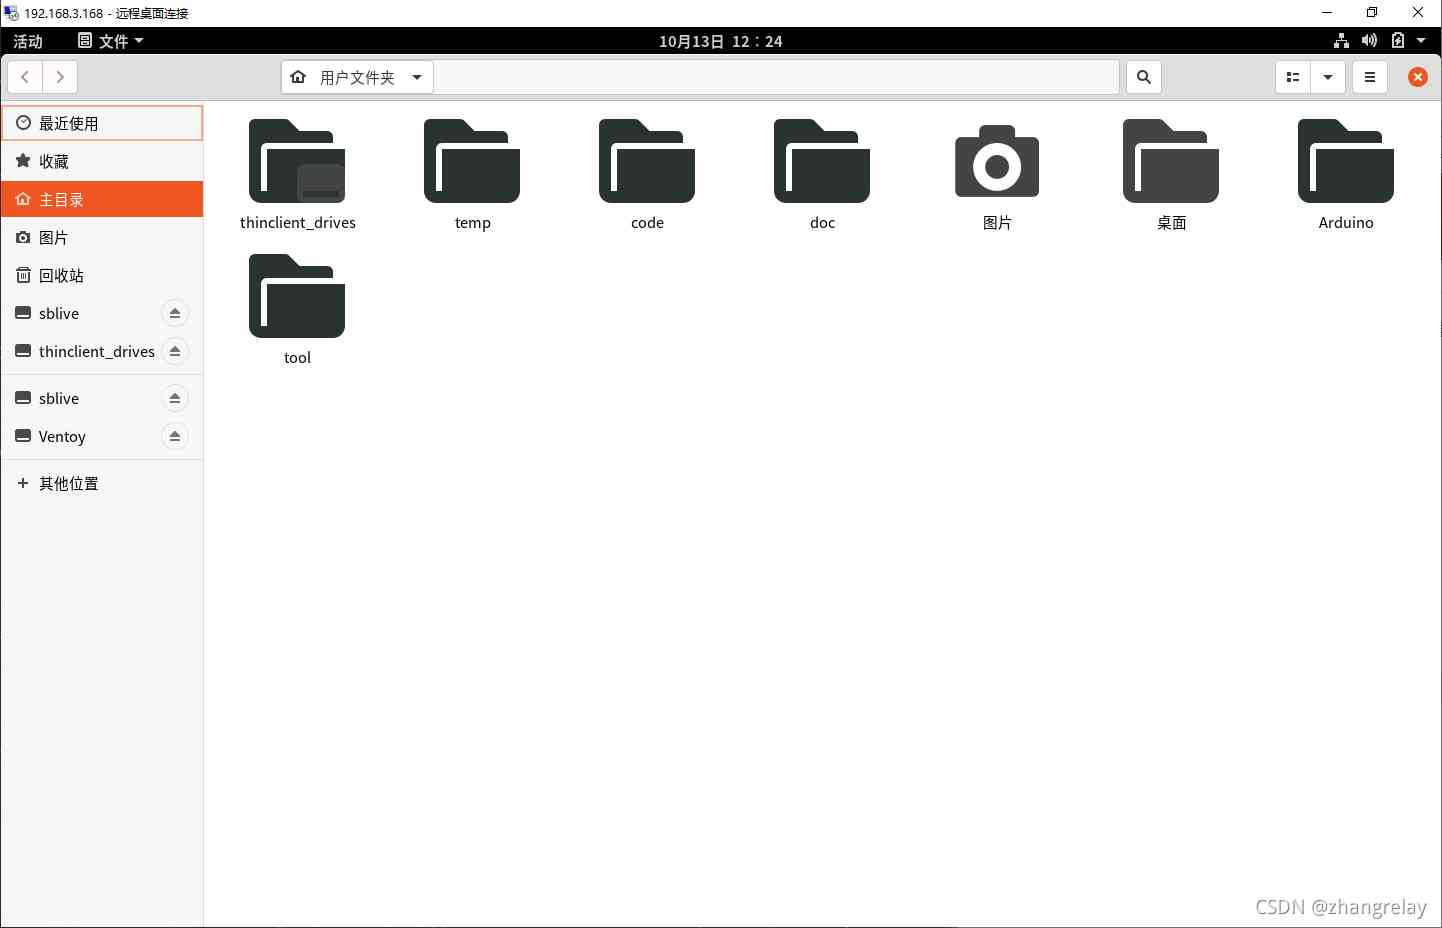 192.168.3.168 - 远程桌面连接
活动 文件 10月13日 12：24
用户文件夹
最近使用
收藏
主目录
图片
回收站
sblive
thinclient_drives
sblive
Ventoy
其他位置
thinclient_drives temp code doc 图片 桌面 Arduino
tool
CSDN @zhangrelay